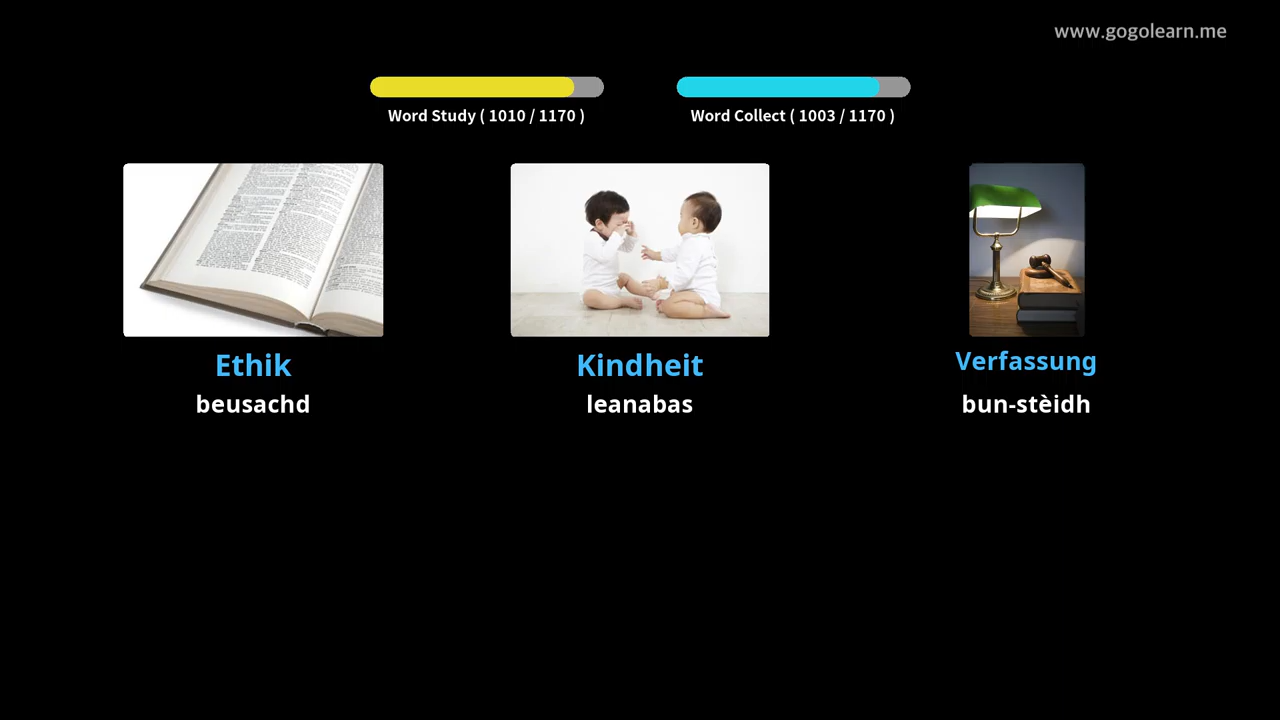 www.gogolearn.me
Word Study ( 1010 / 1170 )
Word Collect ( 1003 / 1170 )
Ethik
Kindheit
Verfassung
beusachd
leanabas
bun-stèidh